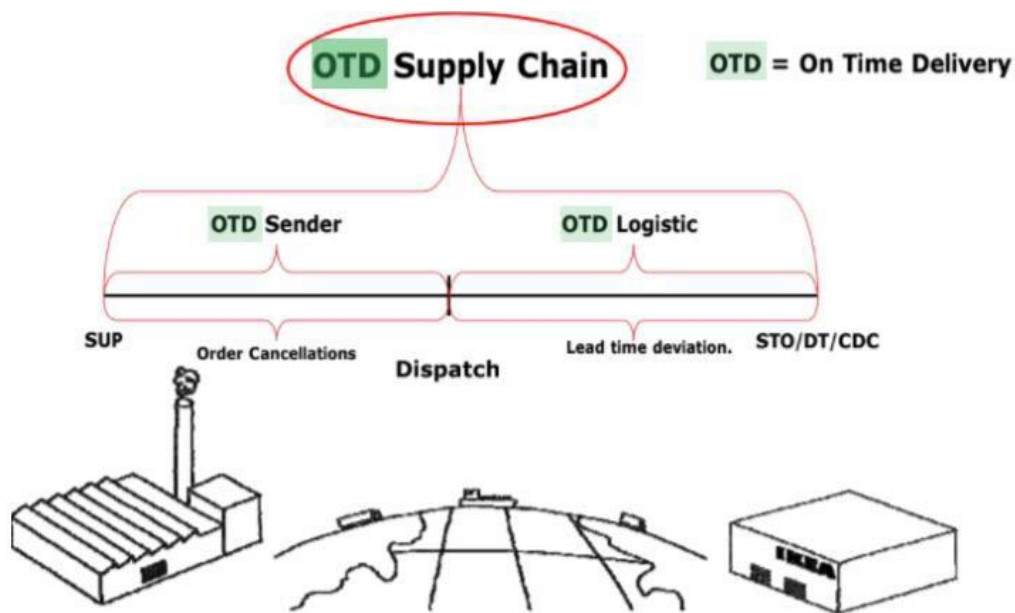 OTD Supply Chain
OTD = On Time Delivery
OTD Sender
OTD Logistic
SUP
Order Cancellations
Dispatch
Lead time deviation.
STO/DT/CDC
IKEA